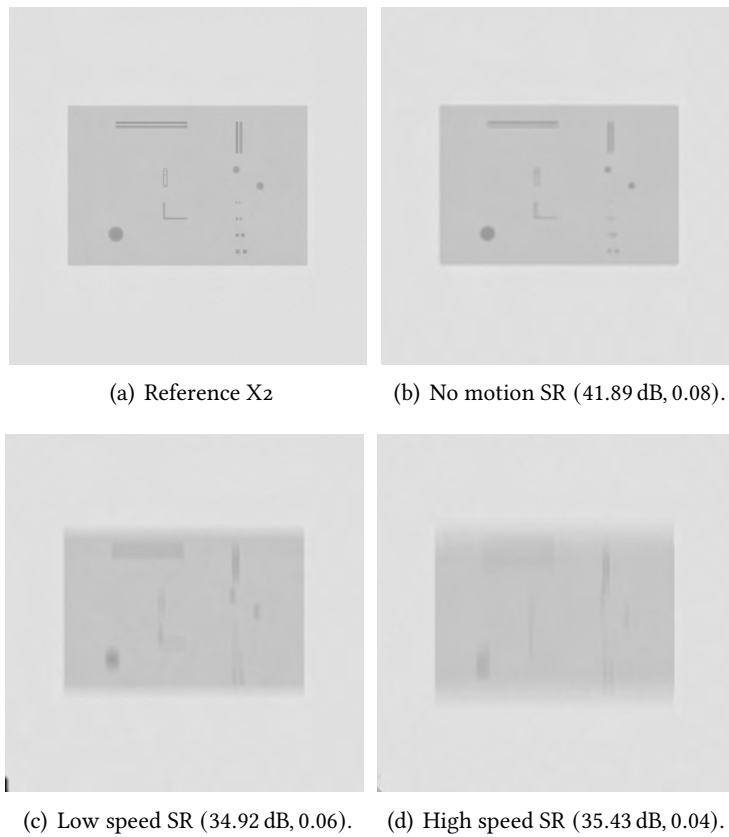 (a) Reference X2
(b) No motion SR (41.89 dB, 0.08).
(c) Low speed SR (34.92 dB, 0.06).
(d) High speed SR (35.43 dB, 0.04).